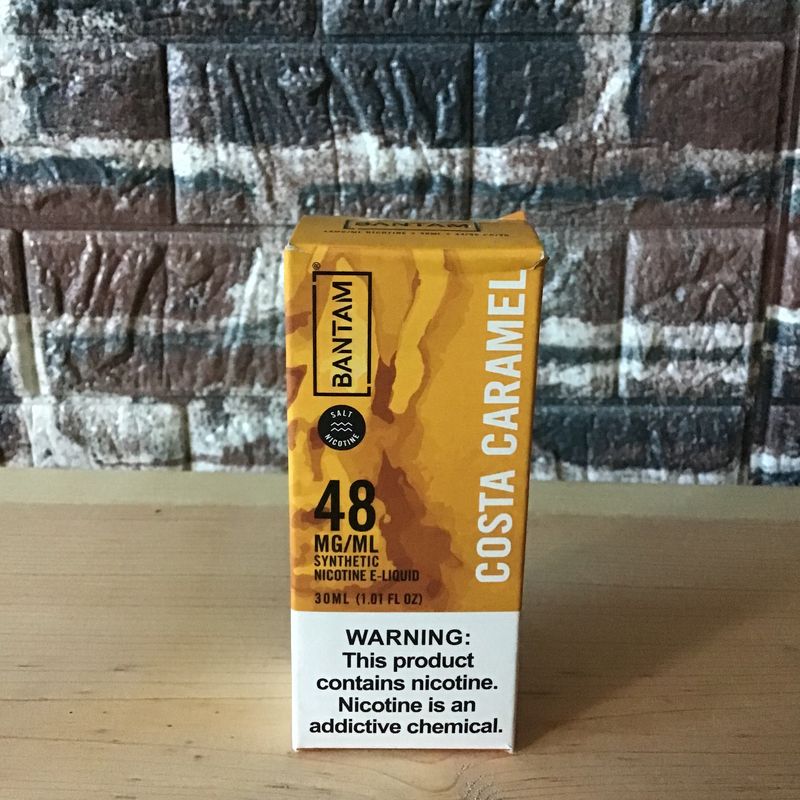 BANTAM
BANTAM®
SALT
NICOTINE
48
MG/ML
SYNTHETIC
NICOTINE E-LIQUID
30ML (1.01 FL OZ)
COSTA CARAMEL
WARNING:
This product
contains nicotine.
Nicotine is an
addictive chemical.